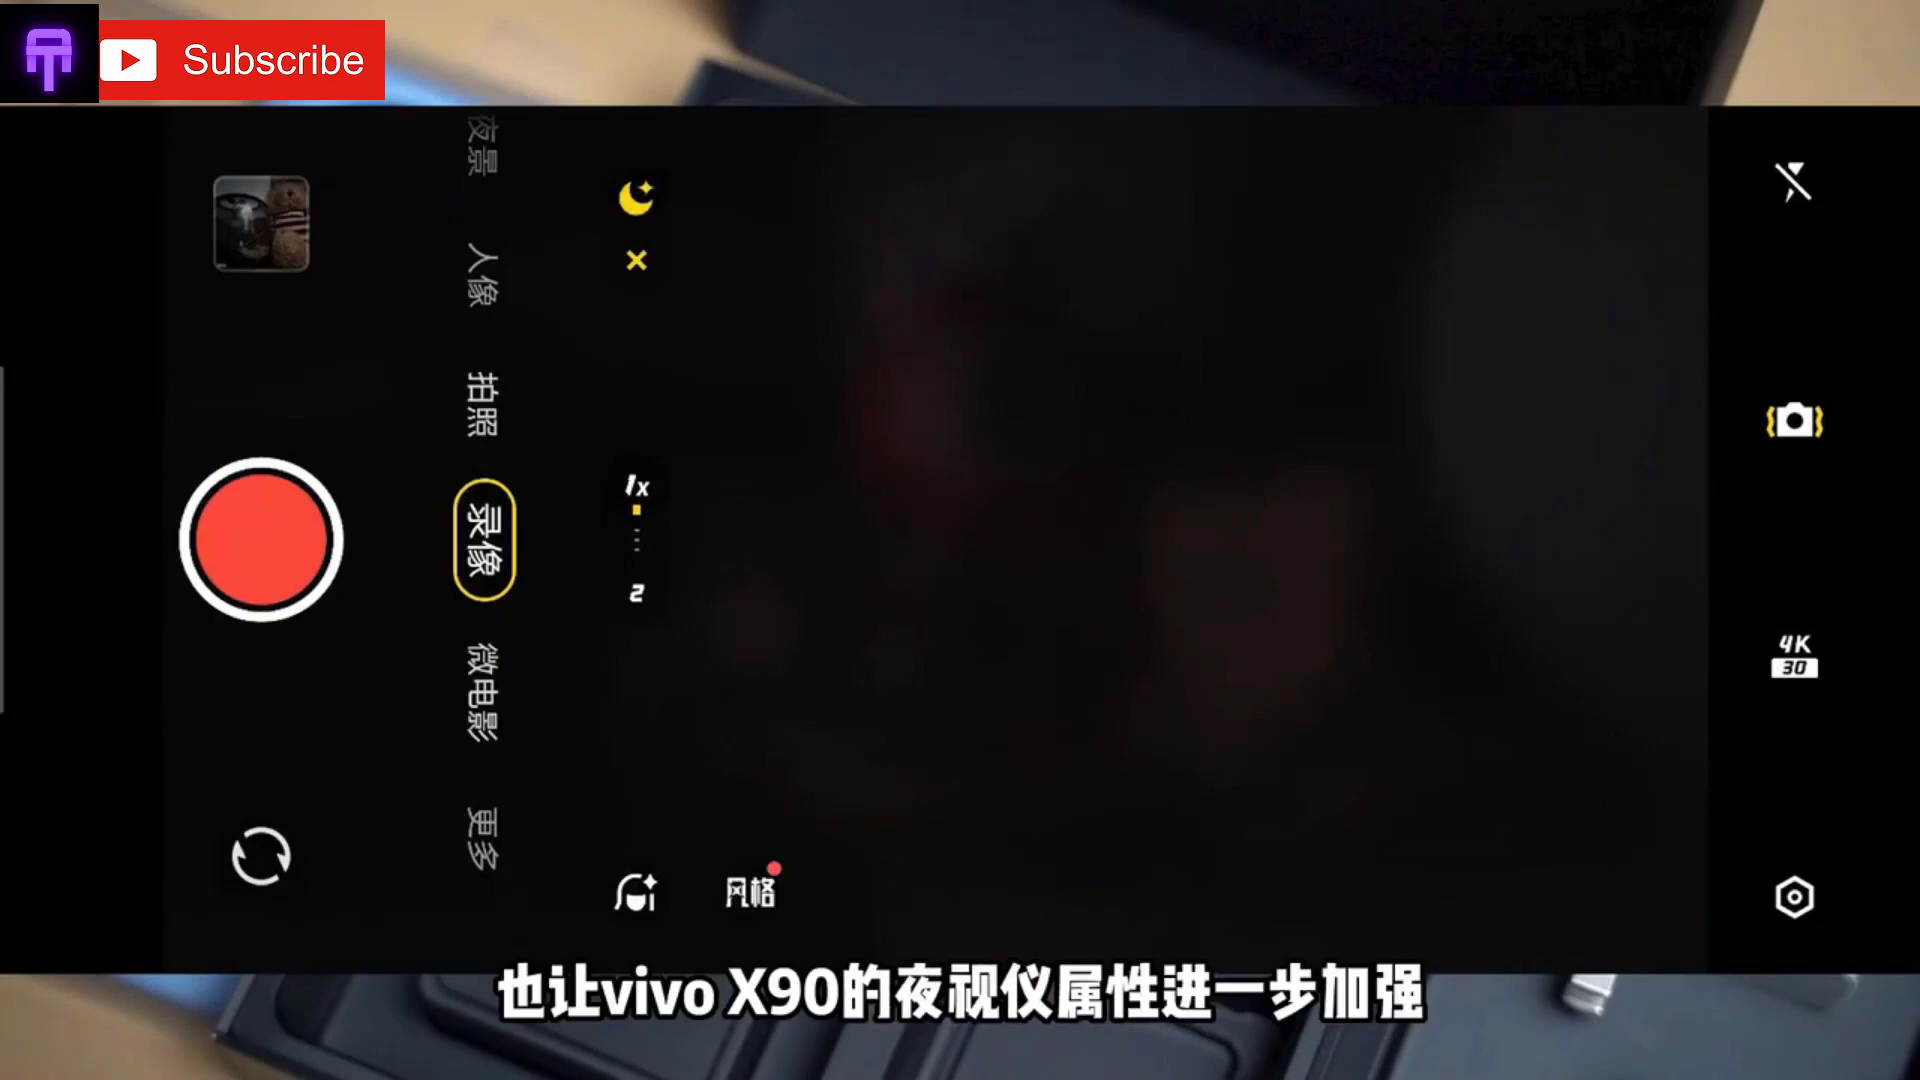 Subscribe
夜景
人像
拍照
录像
微电影
更多
1x
2
风格
4K
30
也让vivo X90的夜视仪属性进一步加强